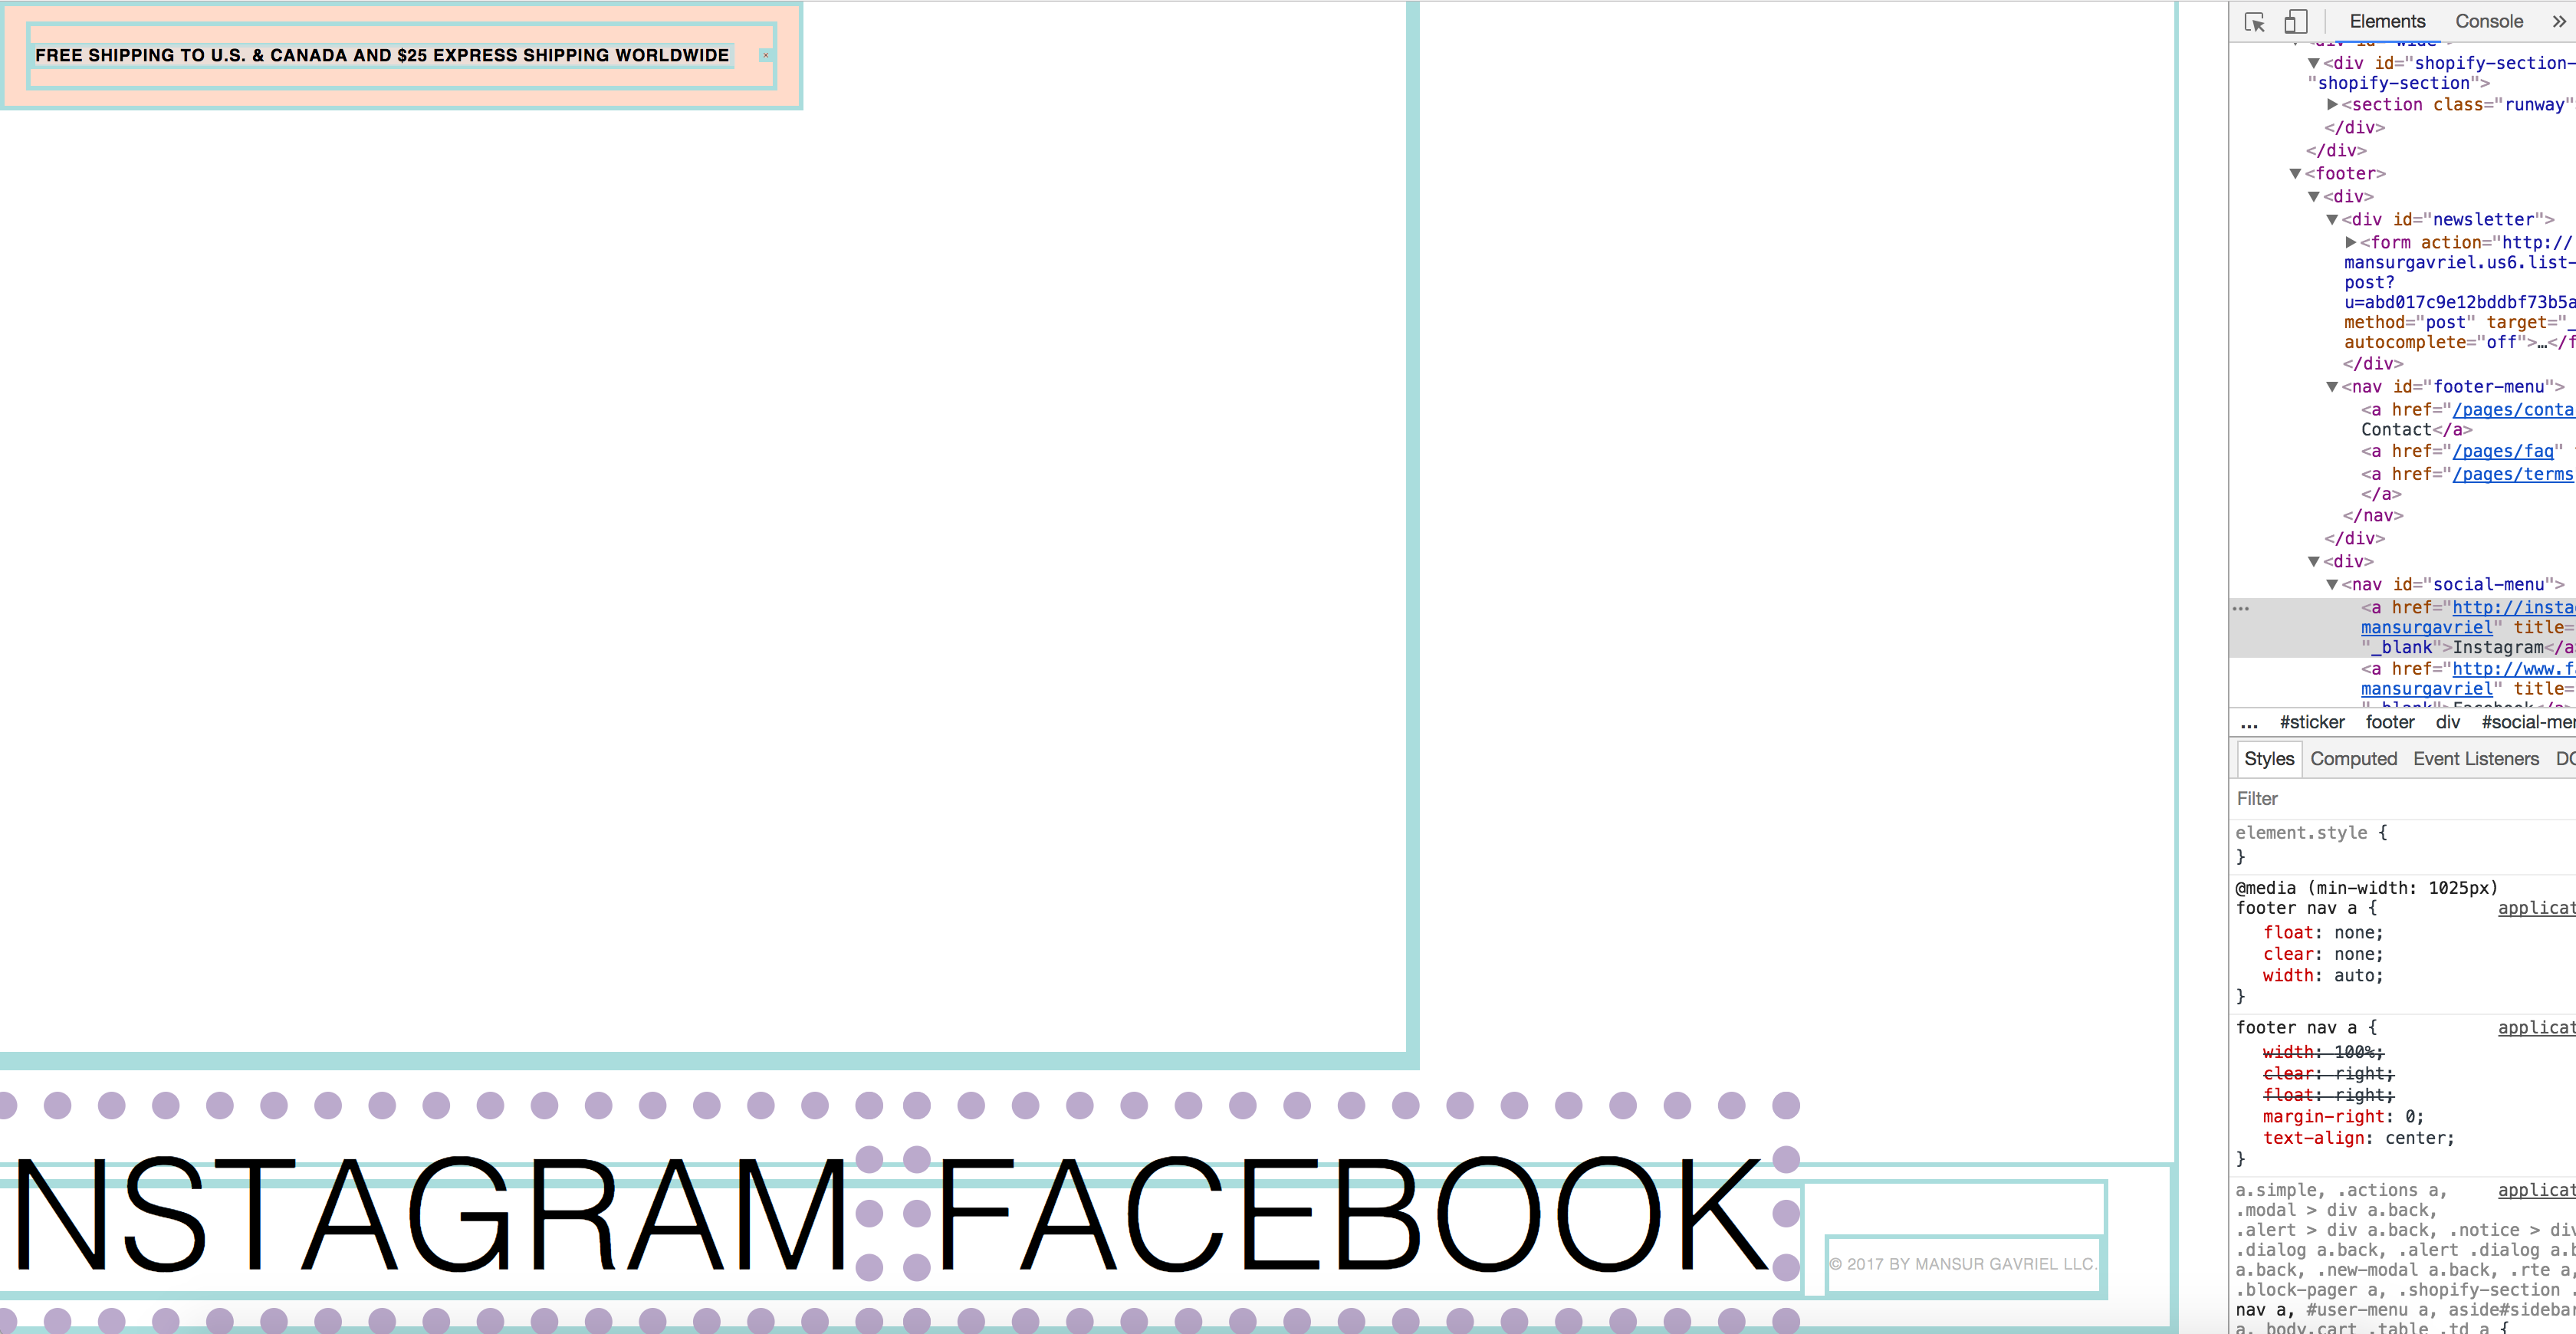 FREE SHIPPING TO U.S. & CANADA AND $25 EXPRESS SHIPPING WORLDWIDE ×
NSTAGRAM FACEBOOK
© 2017 BY MANSUR GAVRIEL LLC.
Elements Console »
▼<div id="shopify-section-
"shopify-section">
▶<section class="runway"
</div>
</div>
▼<footer>
▼<div>
▼<div id="newsletter">
▶<form action="http://
mansurgavriel.us6.list-
post?
u=abd017c9e12bddbf73b5a
method="post" target="_
autocomplete="off">…</f
</div>
▼<nav id="footer-menu">
<a href="/pages/conta
Contact</a>
<a href="/pages/faq"
<a href="/pages/terms
</a>
</nav>
</div>
▼<div>
▼<nav id="social-menu">
… <a href="http://insta
mansurgavriel" title=
"_blank">Instagram</a
<a href="http://www.f
mansurgavriel" title=
"_blank">Facebook</a>
… #sticker footer div #social-me
Styles Computed Event Listeners DO
Filter
element.style {
}
@media (min-width: 1025px)
footer nav a { applicat
float: none;
clear: none;
width: auto;
}
footer nav a { applicat
width: 100%;
clear: right;
float: right;
margin-right: 0;
text-align: center;
}
a.simple, .actions a, applicat
.modal > div a.back,
.alert > div a.back, .notice > div
.dialog a.back, .alert .dialog a.b
a.back, .new-modal a.back, .rte a,
.block-pager a, .shopify-section .
nav a, #user-menu a, aside#sidebar
a, body.cart .table .td a {